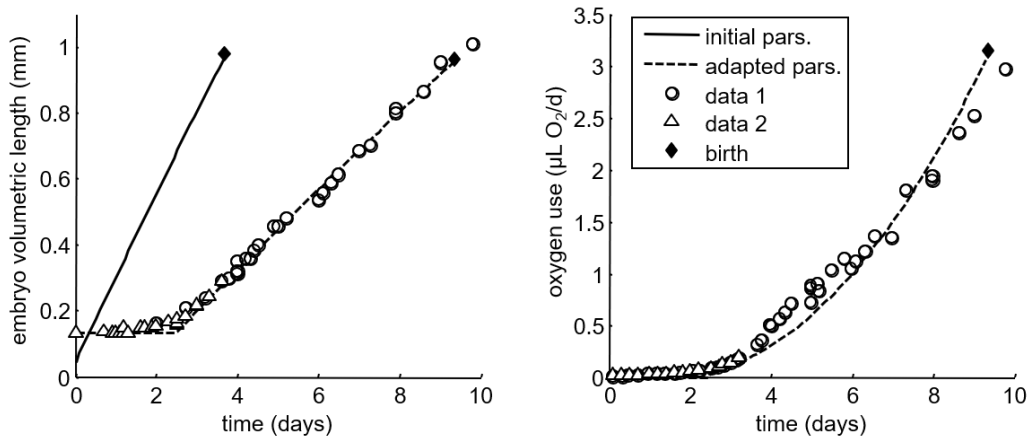 embryo volumetric length (mm)
1
0.8
0.6
0.4
0.2
0
0 2 4 6 8 10
time (days)
oxygen use (µL O₂/d)
3.5
3
2.5
2
1.5
1
0.5
0
0 2 4 6 8 10
time (days)
initial pars.
adapted pars.
data 1
data 2
birth